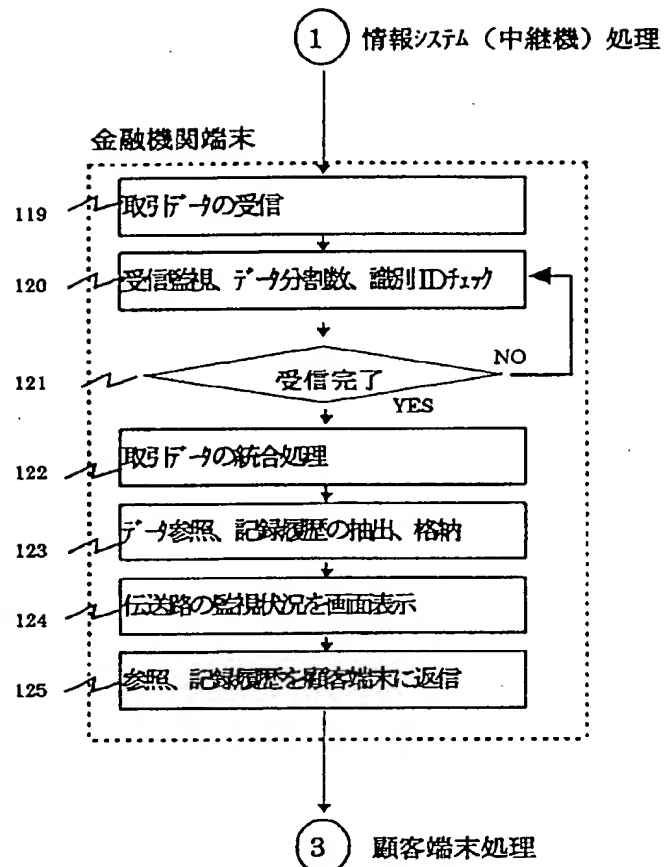 1 情報システム（中継機）処理
金融機関端末
119 取引データの受信
120 受信監視、データ分割数、識別IDチェック
NO
121 受信完了
YES
122 取引データの統合処理
123 データ参照、記録履歴の抽出、格納
124 伝送路の監視状況を画面表示
125 参照、記録履歴を顧客端末に返信
3 顧客端末処理